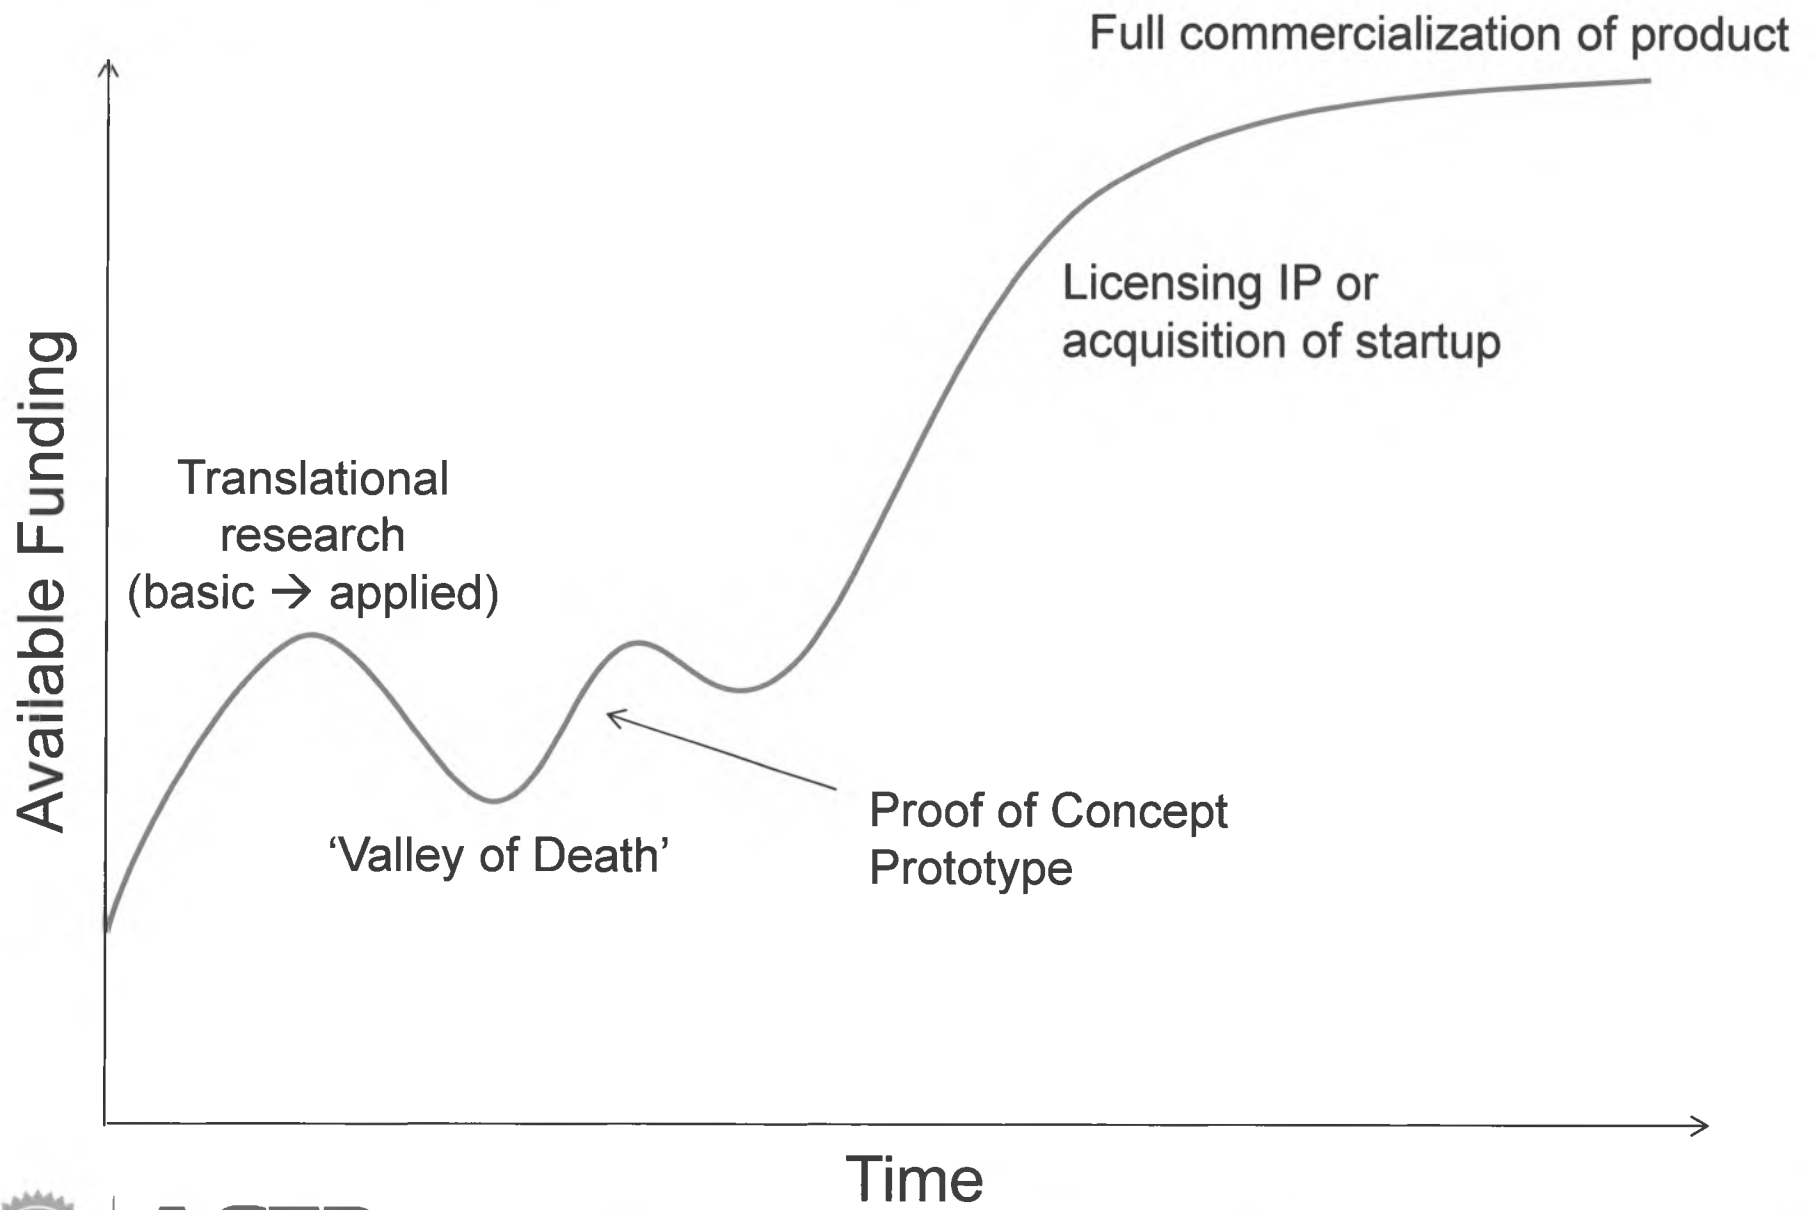 Full commercialization of product
Licensing IP or
acquisition of startup
Translational
research
(basic → applied)
Available Funding
'Valley of Death'
Proof of Concept
Prototype
Time